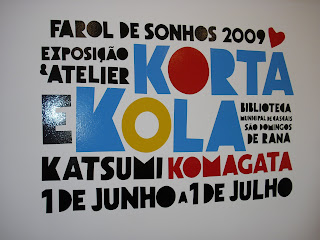 FAROL DE SONHOS 2009
EXPOSIÇÃO
& ATELIER
KORTA
E KOLA
BIBLIOTECA
MUNICIPAL DE CASCAIS
SÃO DOMINGOS
DE RANA
KATSUMI KOMAGATA
1 DE JUNHO A 1 DE JULHO